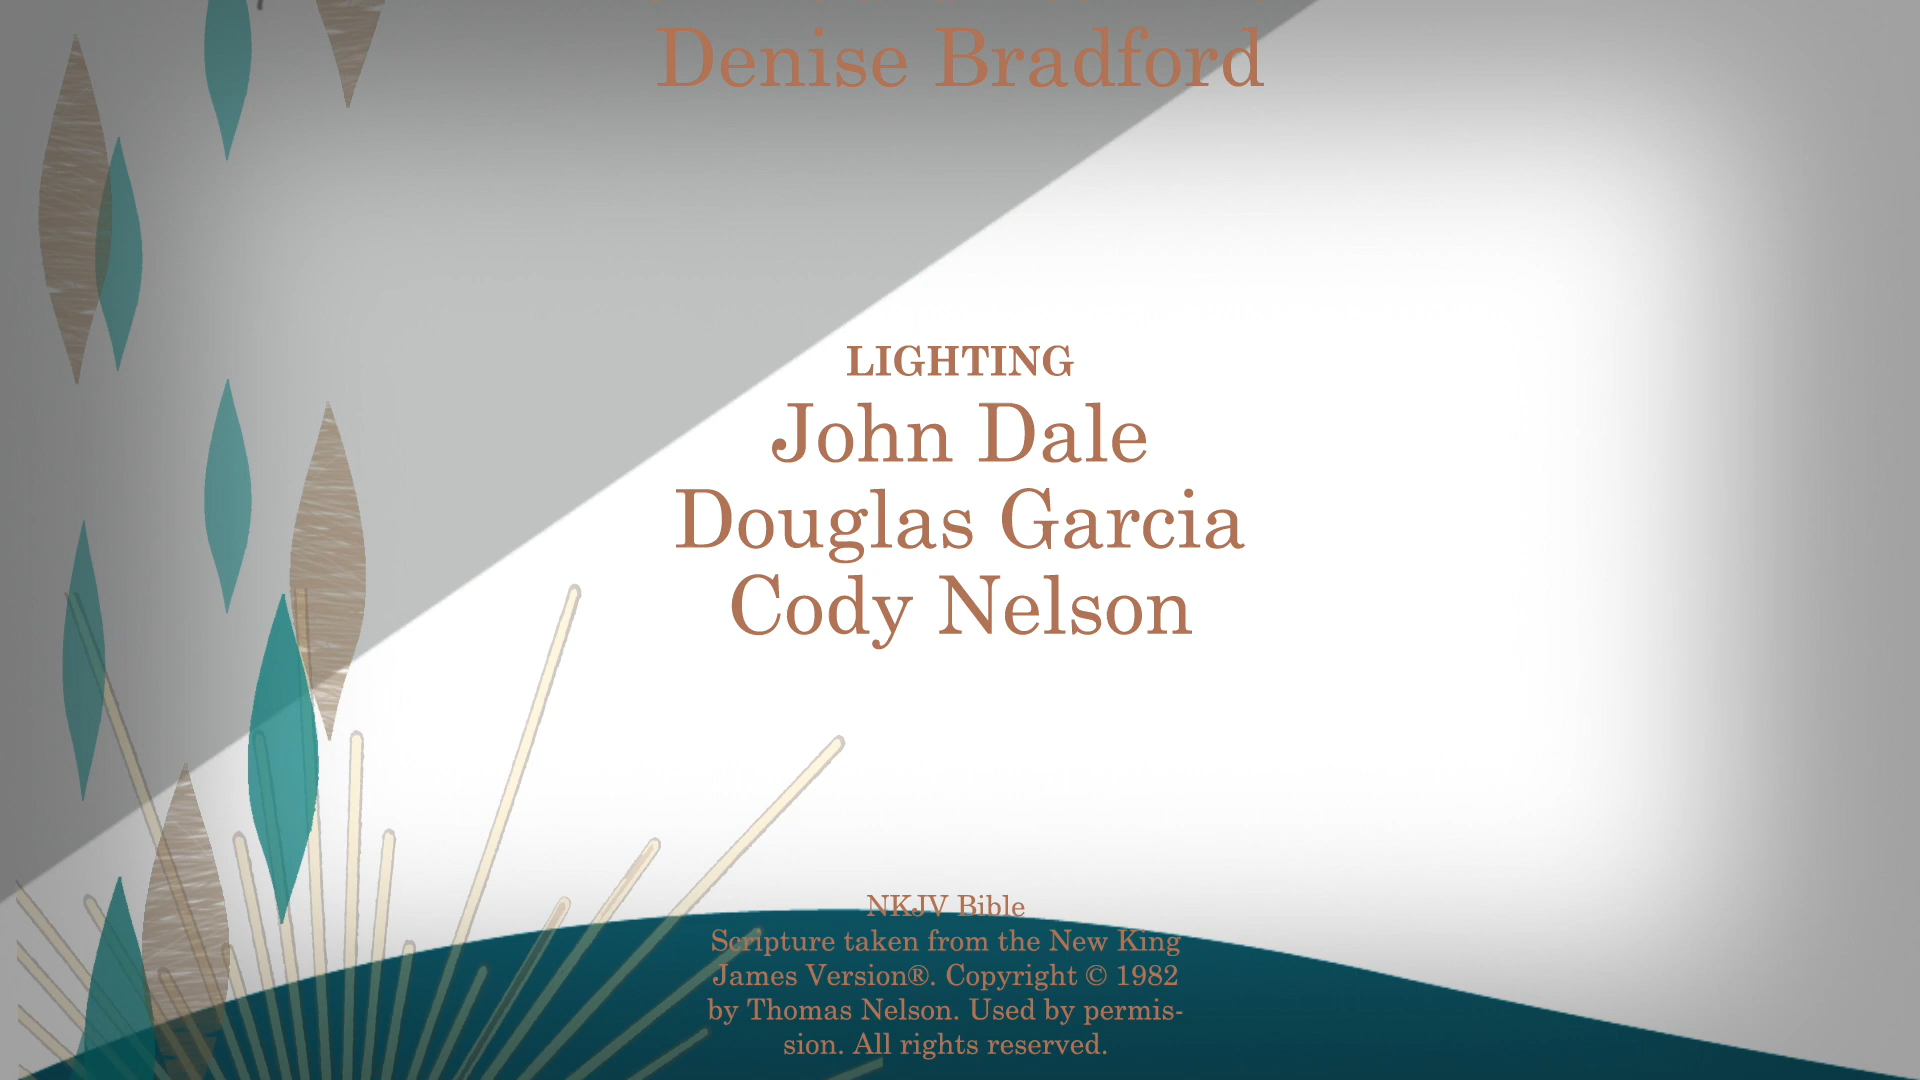 Denise Bradford
LIGHTING
John Dale
Douglas Garcia
Cody Nelson
NKJV Bible
Scripture taken from the New King
James Version®. Copyright © 1982
by Thomas Nelson. Used by permis-
sion. All rights reserved.